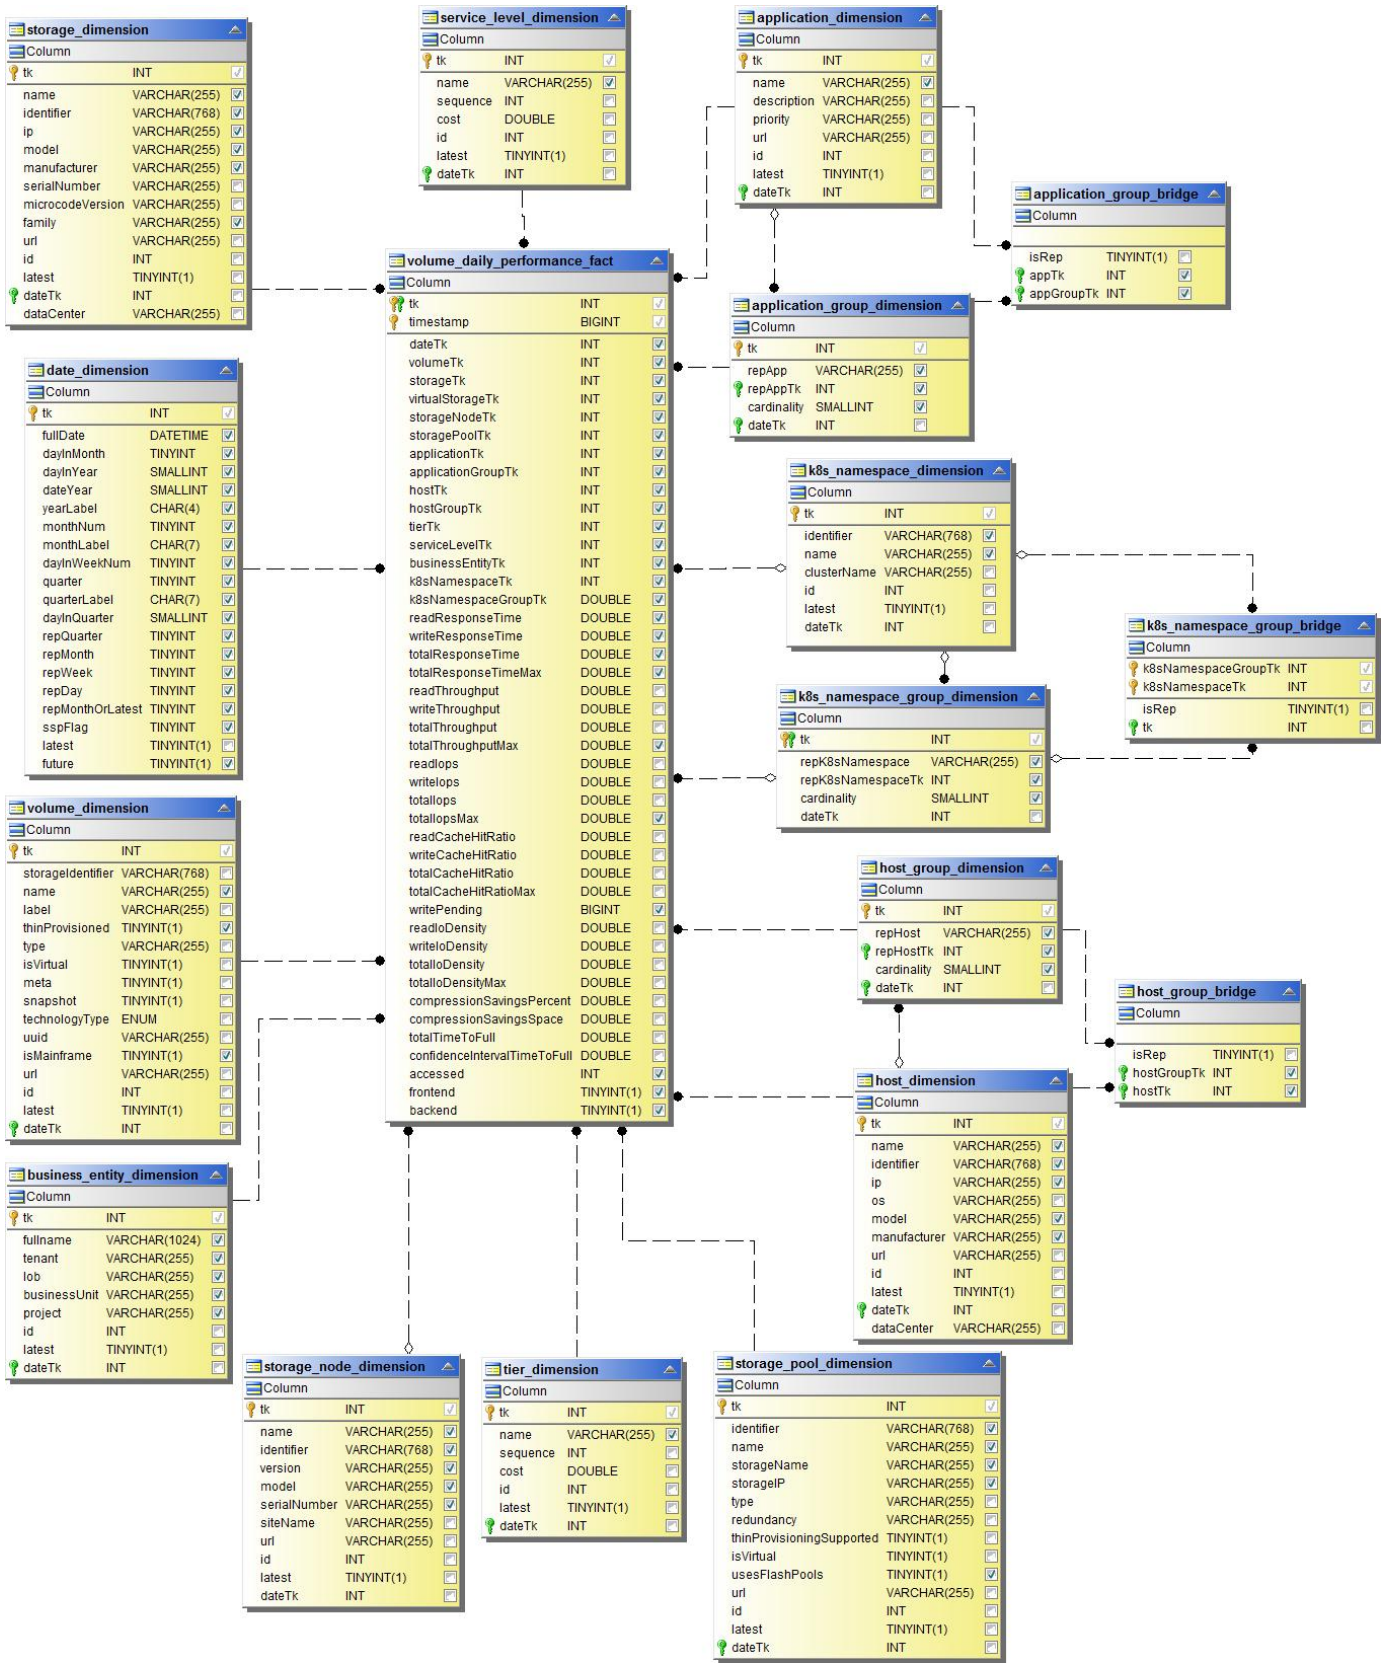 storage_dimension
Column
tk INT
name VARCHAR(255)
identifier VARCHAR(768)
ip VARCHAR(255)
model VARCHAR(255)
manufacturer VARCHAR(255)
serialNumber VARCHAR(255)
microcodeVersion VARCHAR(255)
family VARCHAR(255)
url VARCHAR(255)
id INT
latest TINYINT(1)
dateTk INT
dataCenter VARCHAR(255)
service_level_dimension
Column
tk INT
name VARCHAR(255)
sequence INT
cost DOUBLE
id INT
latest TINYINT(1)
dateTk INT
application_dimension
Column
tk INT
name VARCHAR(255)
description VARCHAR(255)
priority VARCHAR(255)
url VARCHAR(255)
id INT
latest TINYINT(1)
dateTk INT
application_group_bridge
Column
isRep TINYINT(1)
appTk INT
appGroupTk INT
volume_daily_performance_fact
Column
tk INT
timestamp BIGINT
dateTk INT
volumeTk INT
storageTk INT
virtualStorageTk INT
storageNodeTk INT
storagePoolTk INT
applicationTk INT
applicationGroupTk INT
hostTk INT
hostGroupTk INT
tierTk INT
serviceLevelTk INT
businessEntityTk INT
k8sNamespaceTk INT
k8sNamespaceGroupTk DOUBLE
readResponseTime DOUBLE
writeResponseTime DOUBLE
totalResponseTime DOUBLE
totalResponseTimeMax DOUBLE
readThroughput DOUBLE
writeThroughput DOUBLE
totalThroughput DOUBLE
totalThroughputMax DOUBLE
readIops DOUBLE
writeIops DOUBLE
totalIops DOUBLE
totalIopsMax DOUBLE
readCacheHitRatio DOUBLE
writeCacheHitRatio DOUBLE
totalCacheHitRatio DOUBLE
totalCacheHitRatioMax DOUBLE
writePending BIGINT
readIoDensity DOUBLE
writeIoDensity DOUBLE
totalIoDensity DOUBLE
totalIoDensityMax DOUBLE
compressionSavingsPercent DOUBLE
compressionSavingsSpace DOUBLE
totalTimeToFull DOUBLE
confidenceIntervalTimeToFull DOUBLE
accessed INT
frontend TINYINT(1)
backend TINYINT(1)
application_group_dimension
Column
tk INT
repApp VARCHAR(255)
repAppTk INT
cardinality SMALLINT
dateTk INT
date_dimension
Column
tk INT
fullDate DATETIME
dayInMonth TINYINT
dayInYear SMALLINT
dateYear SMALLINT
yearLabel CHAR(4)
monthNum TINYINT
monthLabel CHAR(7)
dayInWeekNum TINYINT
quarter TINYINT
quarterLabel CHAR(7)
dayInQuarter SMALLINT
repQuarter TINYINT
repMonth TINYINT
repWeek TINYINT
repDay TINYINT
repMonthOrLatest TINYINT
sspFlag TINYINT
latest TINYINT(1)
future TINYINT(1)
k8s_namespace_dimension
Column
tk INT
identifier VARCHAR(768)
name VARCHAR(255)
clusterName VARCHAR(255)
id INT
latest TINYINT(1)
dateTk INT
k8s_namespace_group_bridge
Column
k8sNamespaceGroupTk INT
k8sNamespaceTk INT
isRep TINYINT(1)
tk INT
k8s_namespace_group_dimension
Column
tk INT
repK8sNamespace VARCHAR(255)
repK8sNamespaceTk INT
cardinality SMALLINT
dateTk INT
volume_dimension
Column
tk INT
storageIdentifier VARCHAR(768)
name VARCHAR(255)
label VARCHAR(255)
thinProvisioned TINYINT(1)
type VARCHAR(255)
isVirtual TINYINT(1)
meta TINYINT(1)
snapshot TINYINT(1)
technologyType ENUM
uuid VARCHAR(255)
isMainframe TINYINT(1)
url VARCHAR(255)
id INT
latest TINYINT(1)
dateTk INT
host_group_dimension
Column
tk INT
repHost VARCHAR(255)
repHostTk INT
cardinality SMALLINT
dateTk INT
host_group_bridge
Column
isRep TINYINT(1)
hostGroupTk INT
hostTk INT
host_dimension
Column
tk INT
name VARCHAR(255)
identifier VARCHAR(768)
ip VARCHAR(255)
os VARCHAR(255)
model VARCHAR(255)
manufacturer VARCHAR(255)
url VARCHAR(255)
id INT
latest TINYINT(1)
dateTk INT
dataCenter VARCHAR(255)
business_entity_dimension
Column
tk INT
fullname VARCHAR(1024)
tenant VARCHAR(255)
lob VARCHAR(255)
businessUnit VARCHAR(255)
project VARCHAR(255)
id INT
latest TINYINT(1)
dateTk INT
storage_node_dimension
Column
tk INT
name VARCHAR(255)
identifier VARCHAR(768)
version VARCHAR(255)
model VARCHAR(255)
serialNumber VARCHAR(255)
siteName VARCHAR(255)
url VARCHAR(255)
id INT
latest TINYINT(1)
dateTk INT
tier_dimension
Column
tk INT
name VARCHAR(255)
sequence INT
cost DOUBLE
id INT
latest TINYINT(1)
dateTk INT
storage_pool_dimension
Column
tk INT
identifier VARCHAR(768)
name VARCHAR(255)
storageName VARCHAR(255)
storageIP VARCHAR(255)
type VARCHAR(255)
redundancy VARCHAR(255)
thinProvisioningSupported TINYINT(1)
isVirtual TINYINT(1)
usesFlashPools TINYINT(1)
url VARCHAR(255)
id INT
latest TINYINT(1)
dateTk INT